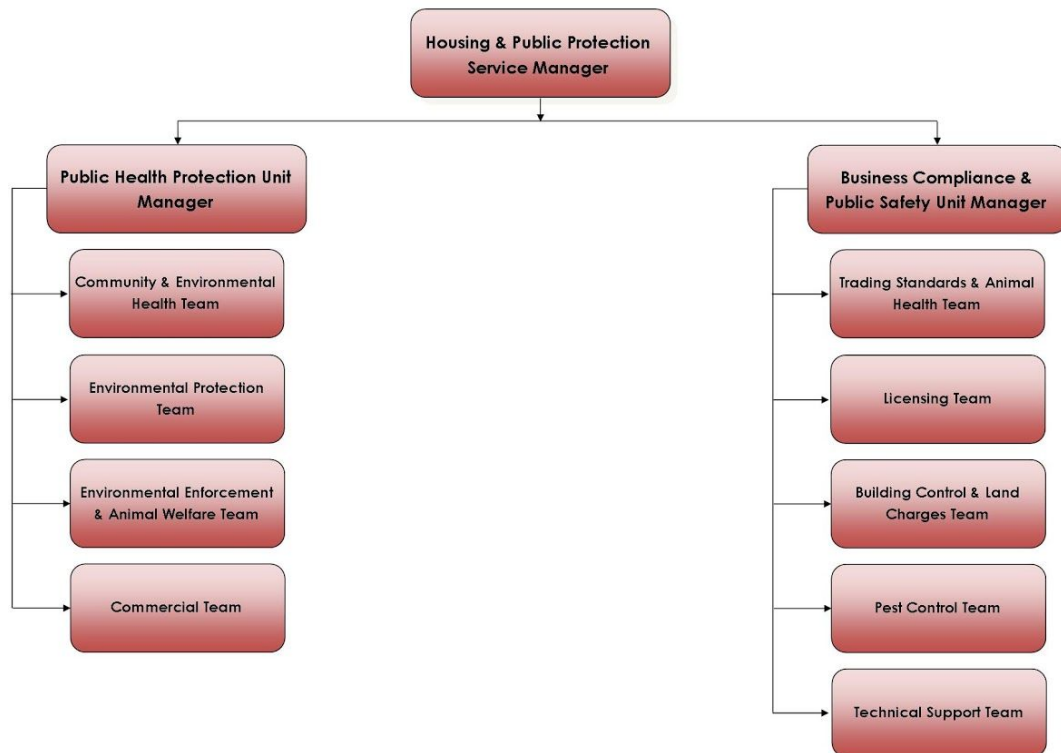 Housing & Public Protection
Service Manager
Public Health Protection Unit
Manager
Community & Environmental
Health Team
Environmental Protection
Team
Environmental Enforcement
& Animal Welfare Team
Commercial Team
Business Compliance &
Public Safety Unit Manager
Trading Standards & Animal
Health Team
Licensing Team
Building Control & Land
Charges Team
Pest Control Team
Technical Support Team